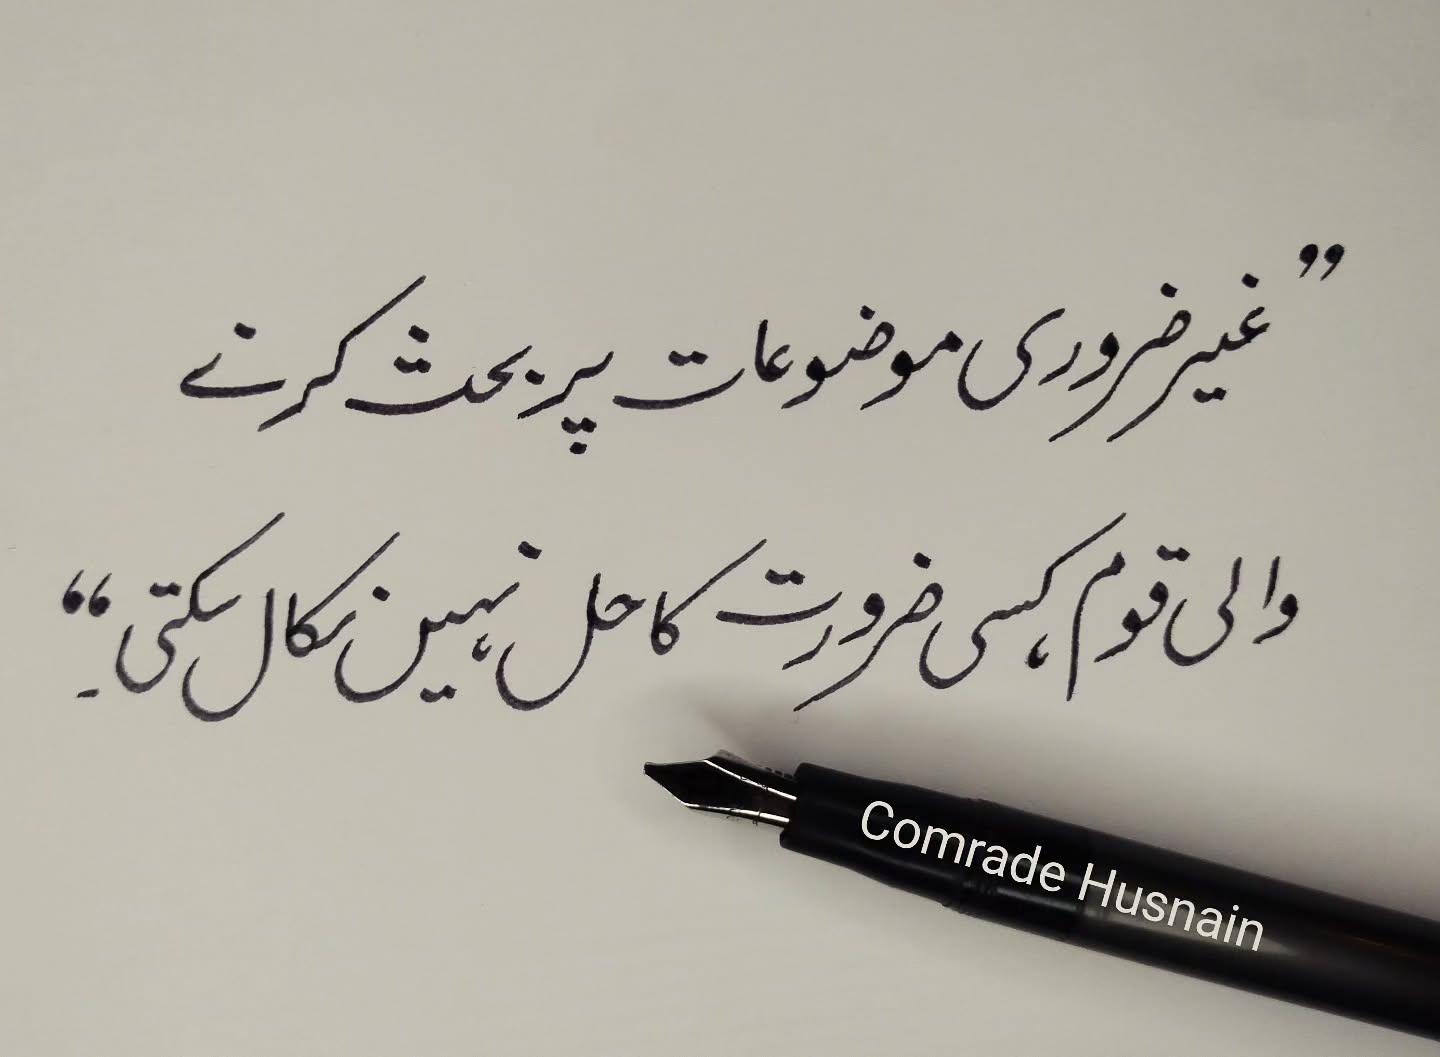 ”غیر ضروری موضوعات پر بحث کرنے
والی قوم، کسی ضرورت کا حل نہیں نکال سکتی۔“
Comrade Husnain